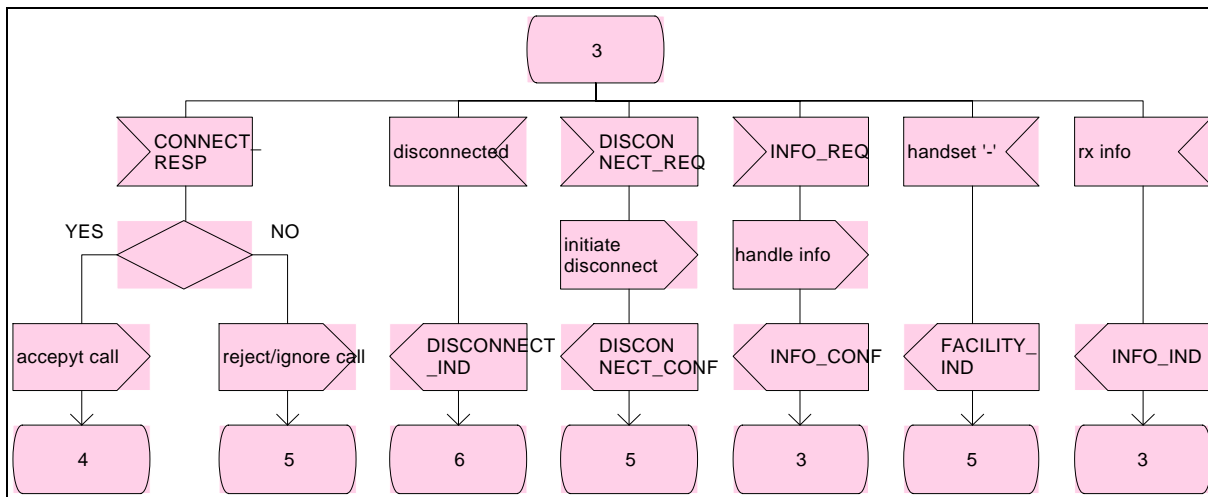 3
CONNECT_
RESP
disconnected
DISCON
NECT_REQ
INFO_REQ
handset '-'
rx info
YES
NO
initiate
disconnect
handle info
accepyt call
reject/ignore call
DISCONNECT
_IND
DISCON
NECT_CONF
INFO_CONF
FACILITY_
IND
INFO_IND
4
5
6
5
3
5
3